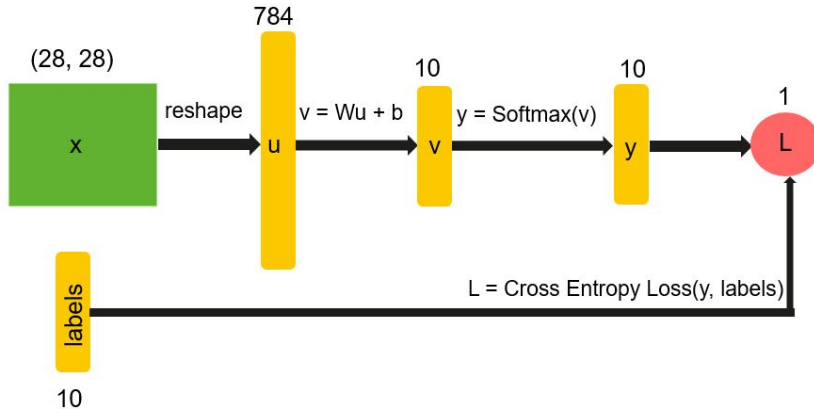 784
(28, 28)
10
10
1
reshape
v = Wu + b
y = Softmax(v)
x
u
v
y
L
labels
L = Cross Entropy Loss(y, labels)
10